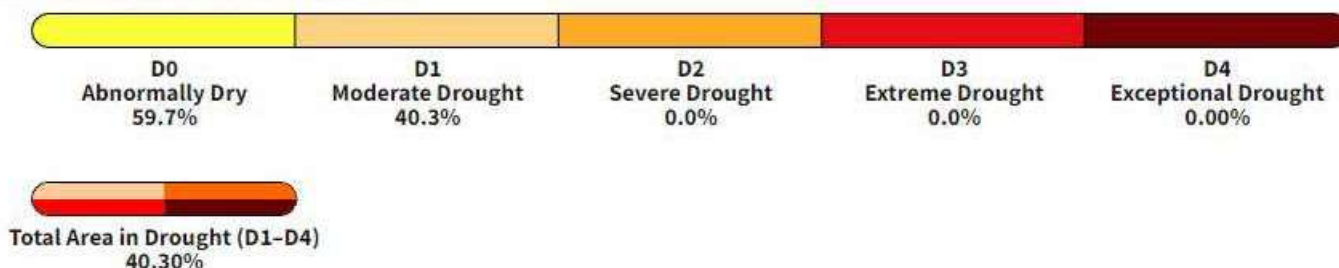 D0
Abnormally Dry
59.7%
D1
Moderate Drought
40.3%
D2
Severe Drought
0.0%
D3
Extreme Drought
0.0%
D4
Exceptional Drought
0.00%
Total Area in Drought (D1–D4)
40.30%